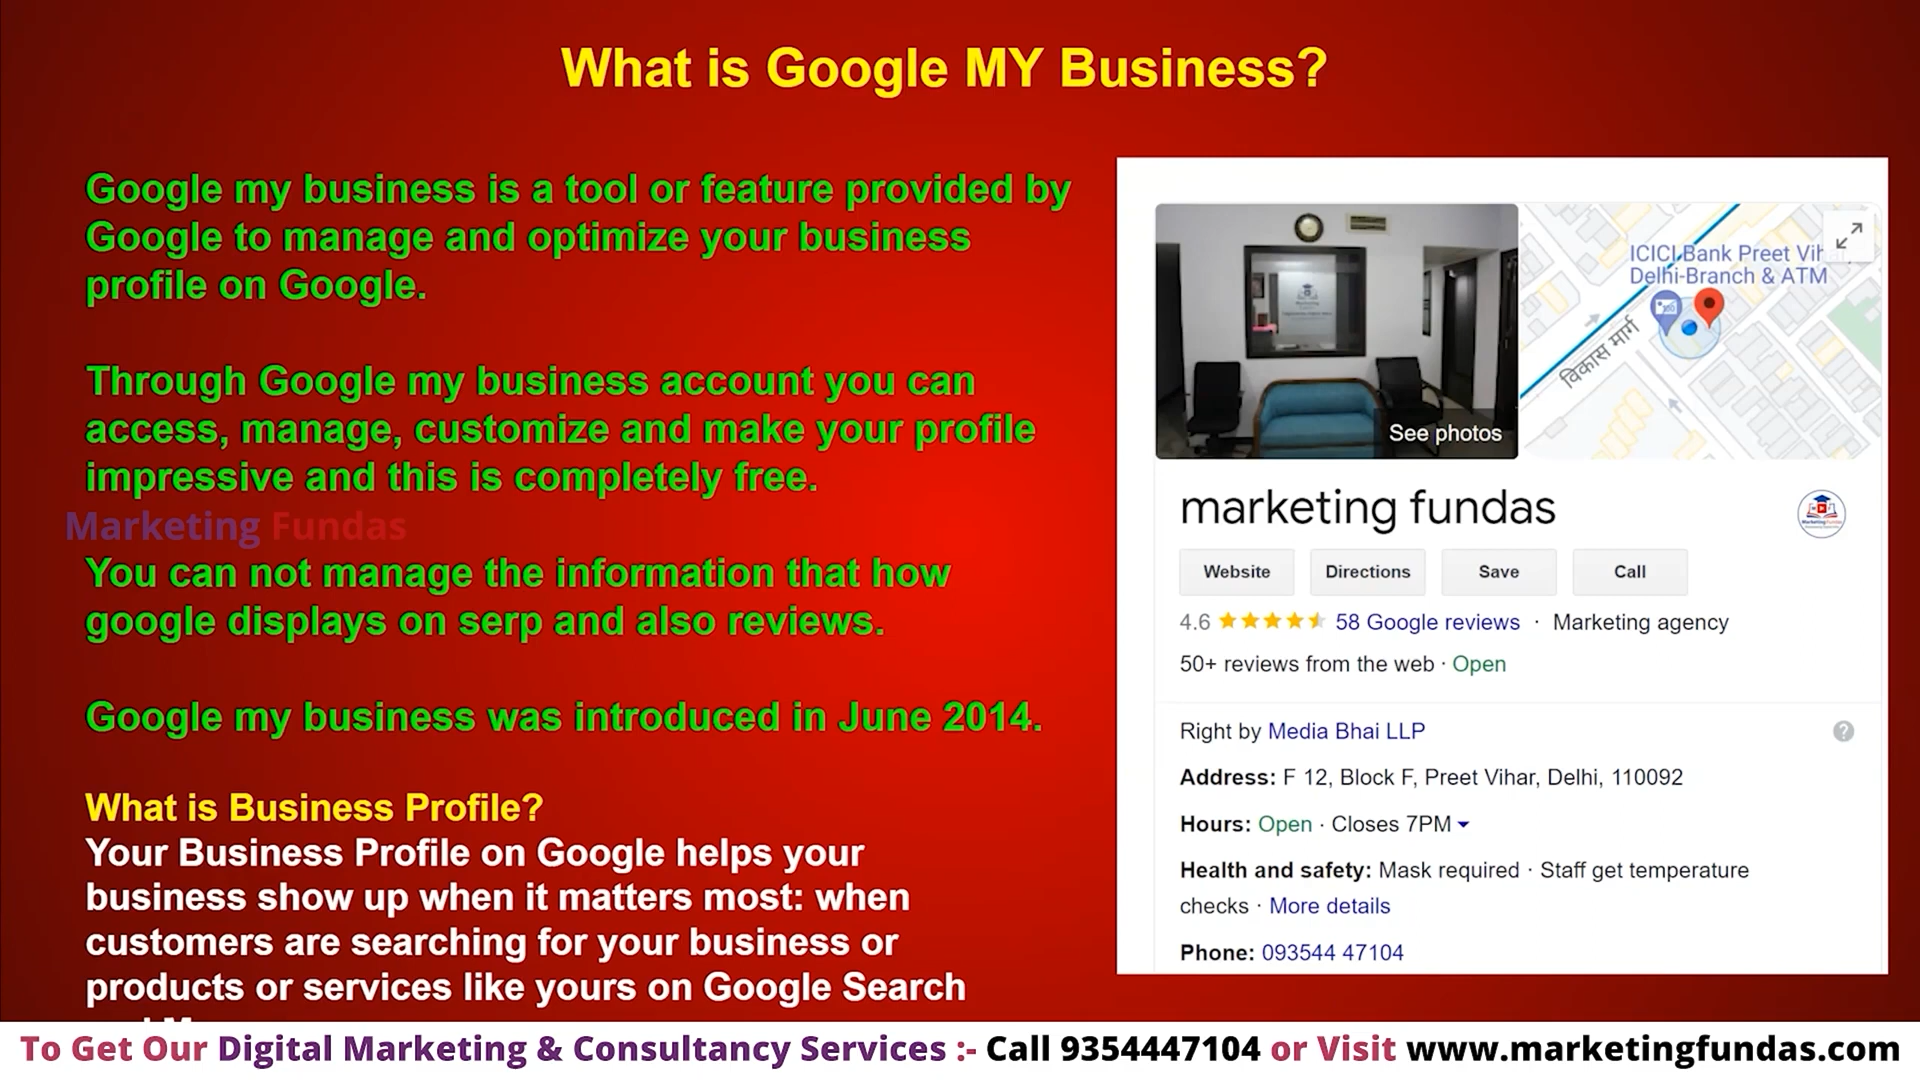 What is Google MY Business?
Google my business is a tool or feature provided by
Google to manage and optimize your business
profile on Google.
Through Google my business account you can
access, manage, customize and make your profile
impressive and this is completely free.
Marketing Fundas
You can not manage the information that how
google displays on serp and also reviews.
Google my business was introduced in June 2014.
What is Business Profile?
Your Business Profile on Google helps your
business show up when it matters most: when
customers are searching for your business or
products or services like yours on Google Search
See photos
ICICI Bank Preet Vihar
Delhi-Branch & ATM
विकास मार्ग
marketing fundas
Website Directions Save Call
4.6 58 Google reviews · Marketing agency
50+ reviews from the web · Open
Right by Media Bhai LLP
Address: F 12, Block F, Preet Vihar, Delhi, 110092
Hours: Open · Closes 7PM
Health and safety: Mask required · Staff get temperature
checks · More details
Phone: 093544 47104
To Get Our Digital Marketing & Consultancy Services :- Call 9354447104 or Visit www.marketingfundas.com